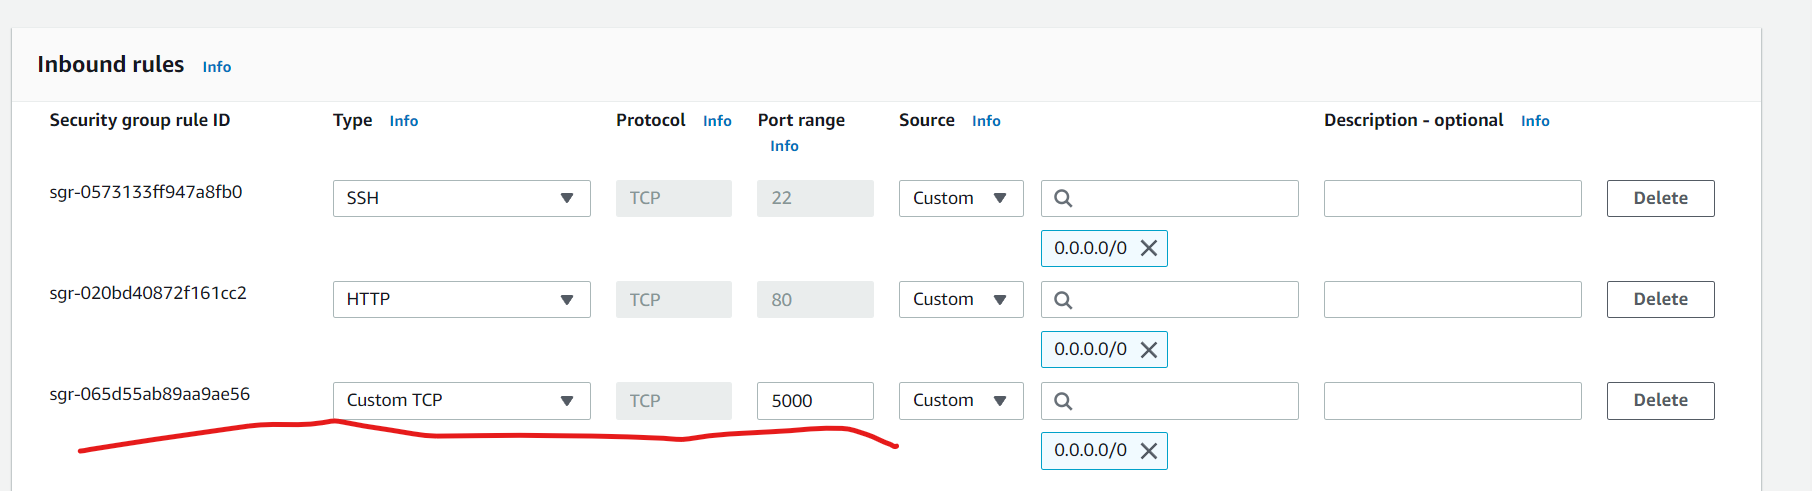 Inbound rules Info
Security group rule ID Type Info Protocol Info Port range Info Source Info Description - optional Info
sgr-0573133ff947a8fb0 SSH TCP 22 Custom Delete
0.0.0.0/0
sgr-020bd40872f161cc2 HTTP TCP 80 Custom Delete
0.0.0.0/0
sgr-065d55ab89aa9ae56 Custom TCP TCP 5000 Custom Delete
0.0.0.0/0